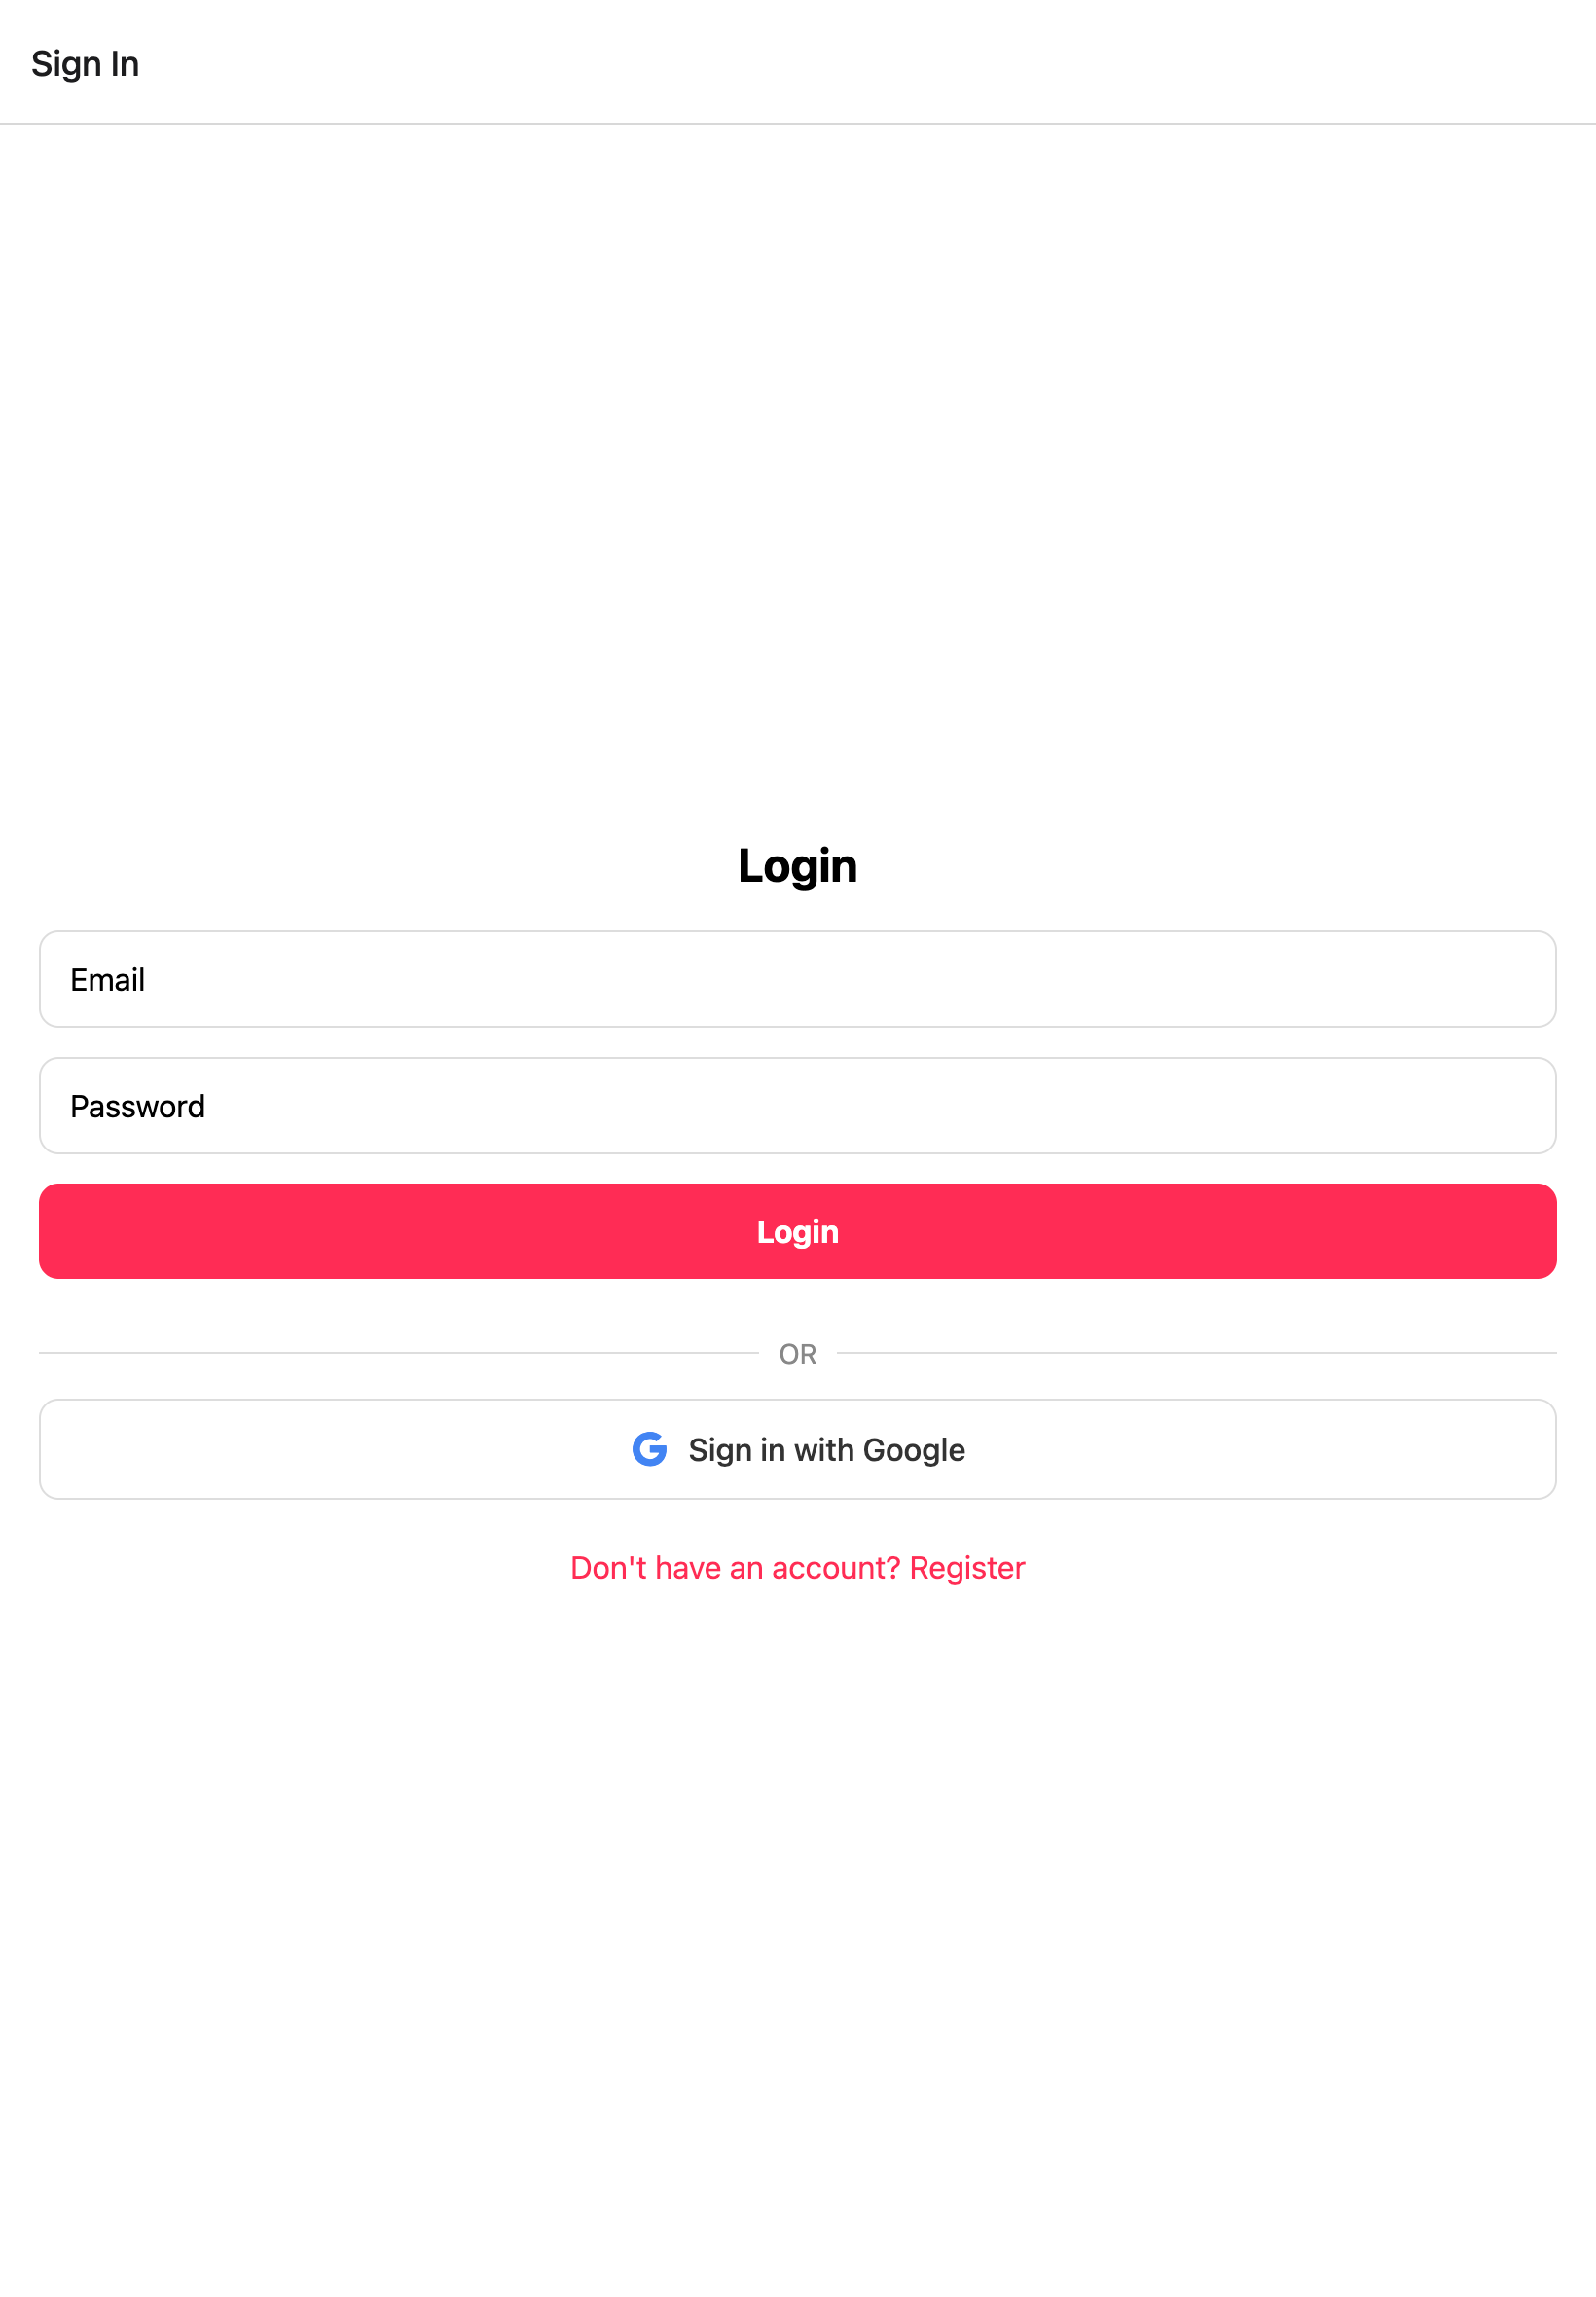 Sign In
Login
Email
Password
Login
OR
Sign in with Google
Don't have an account? Register